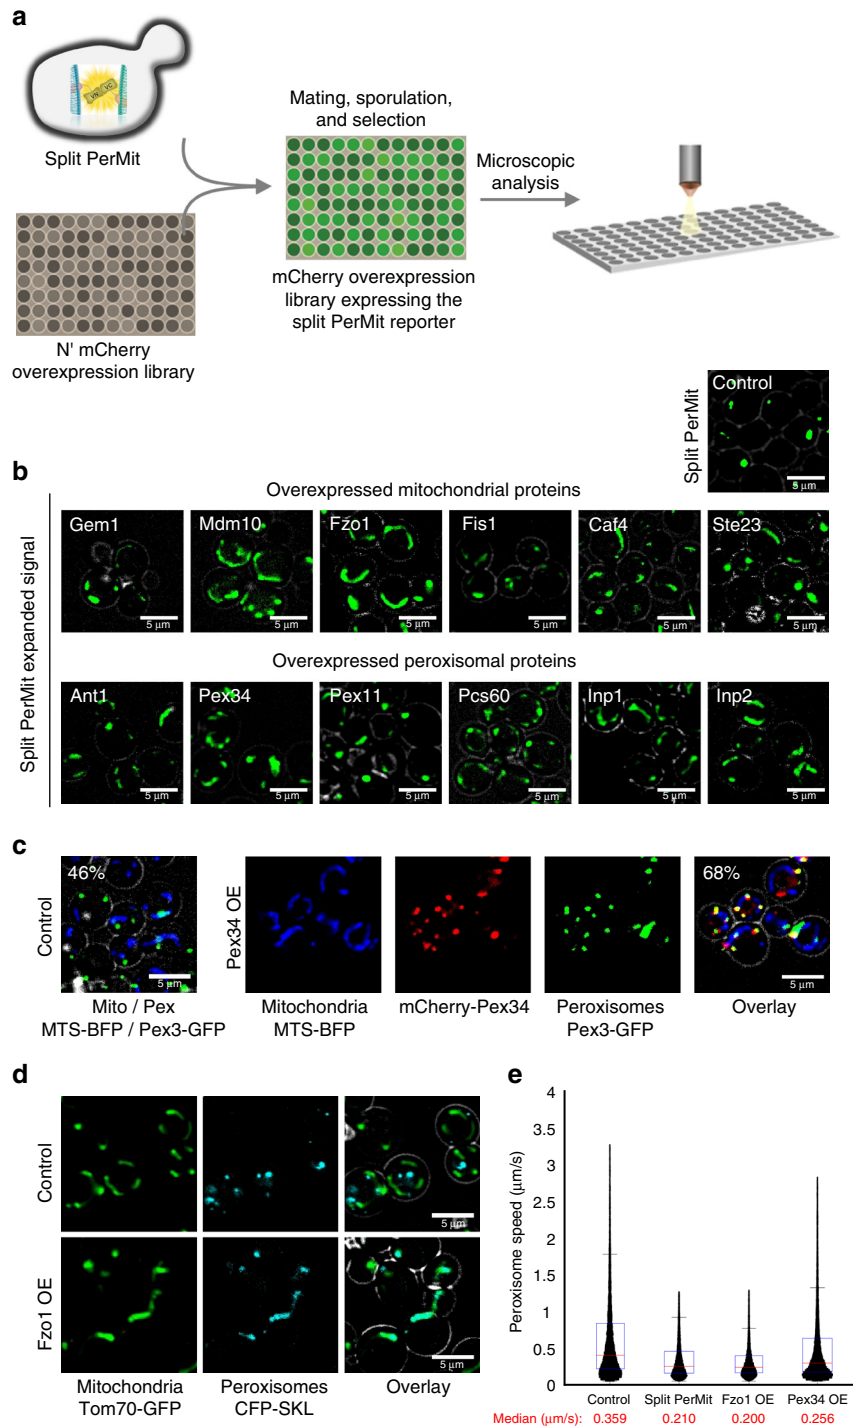 a
VN VC
Split PerMit
Mating, sporulation,
and selection
Microscopic
analysis
N' mCherry
overexpression library
mCherry overexpression
library expressing the
split PerMit reporter
Split PerMit
Control
5 µm
b
Overexpressed mitochondrial proteins
Split PerMit expanded signal
Gem1
5 µm
Mdm10
5 µm
Fzo1
5 µm
Fis1
5 µm
Caf4
5 µm
Ste23
5 µm
Overexpressed peroxisomal proteins
Ant1
5 µm
Pex34
5 µm
Pex11
5 µm
Pcs60
5 µm
Inp1
5 µm
Inp2
5 µm
c
Control
46%
5 µm
Mito / Pex
MTS-BFP / Pex3-GFP
Pex34 OE
Mitochondria
MTS-BFP
mCherry-Pex34
Peroxisomes
Pex3-GFP
68%
5 µm
Overlay
d
Control
5 µm
Fzo1 OE
5 µm
Mitochondria
Tom70-GFP
Peroxisomes
CFP-SKL
Overlay
e
Peroxisome speed (µm/s)
4
3.5
3
2.5
2
1.5
1
0.5
0
Control Split PerMit Fzo1 OE Pex34 OE
Median (µm/s): 0.359 0.210 0.200 0.256